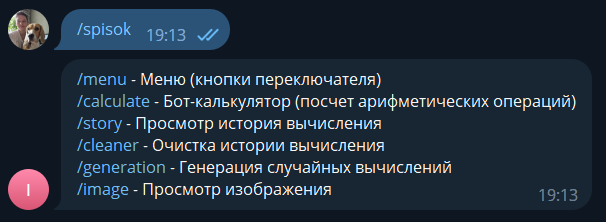 /spisok 19:13
/menu - Меню (кнопки переключателя)
/calculate - Бот-калькулятор (посчет арифметических операций)
/story - Просмотр история вычисления
/cleaner - Очистка истории вычисления
/generation - Генерация случайных вычислений
/image - Просмотр изображения
I 19:13